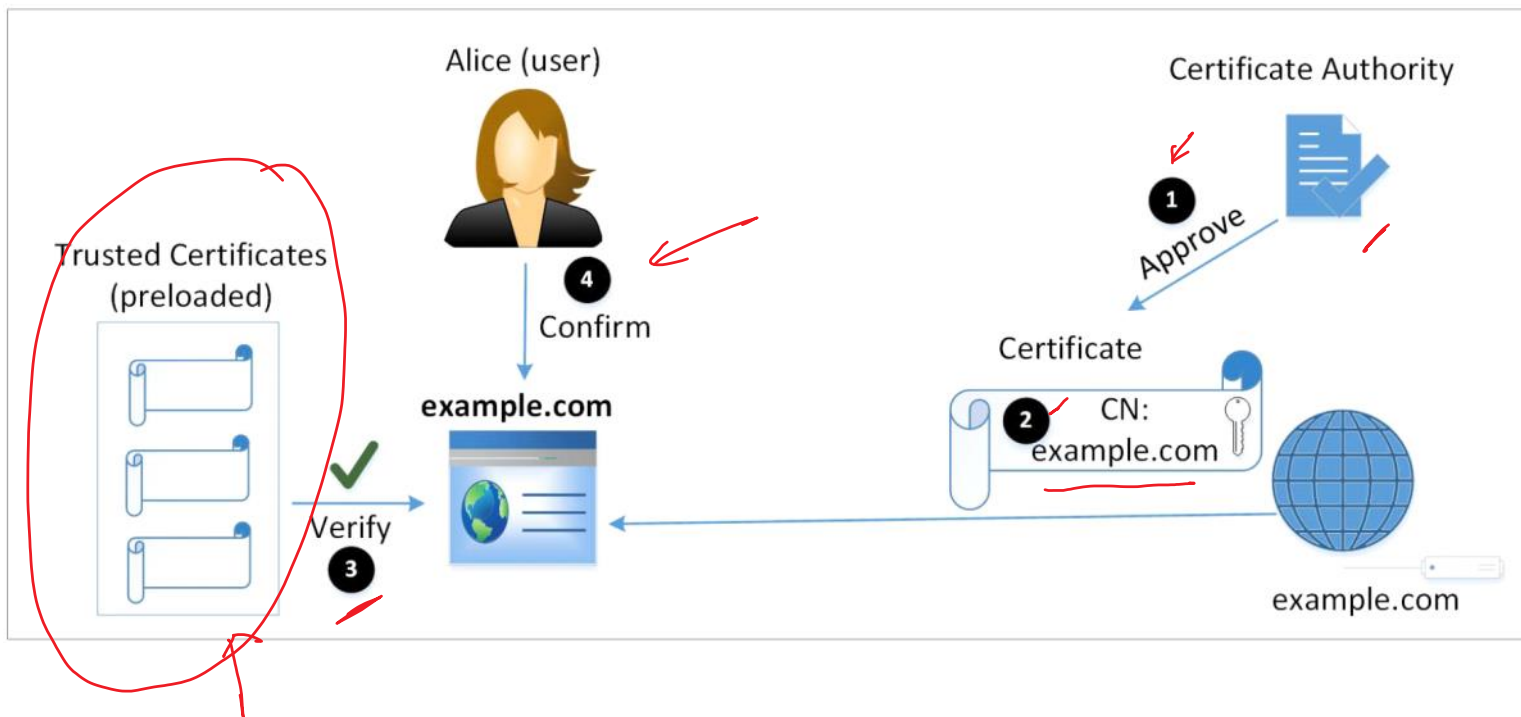 Alice (user)
Certificate Authority
1
Approve
Trusted Certificates
(preloaded)
4
Confirm
Certificate
example.com
2
CN:
example.com
Verify
3
example.com